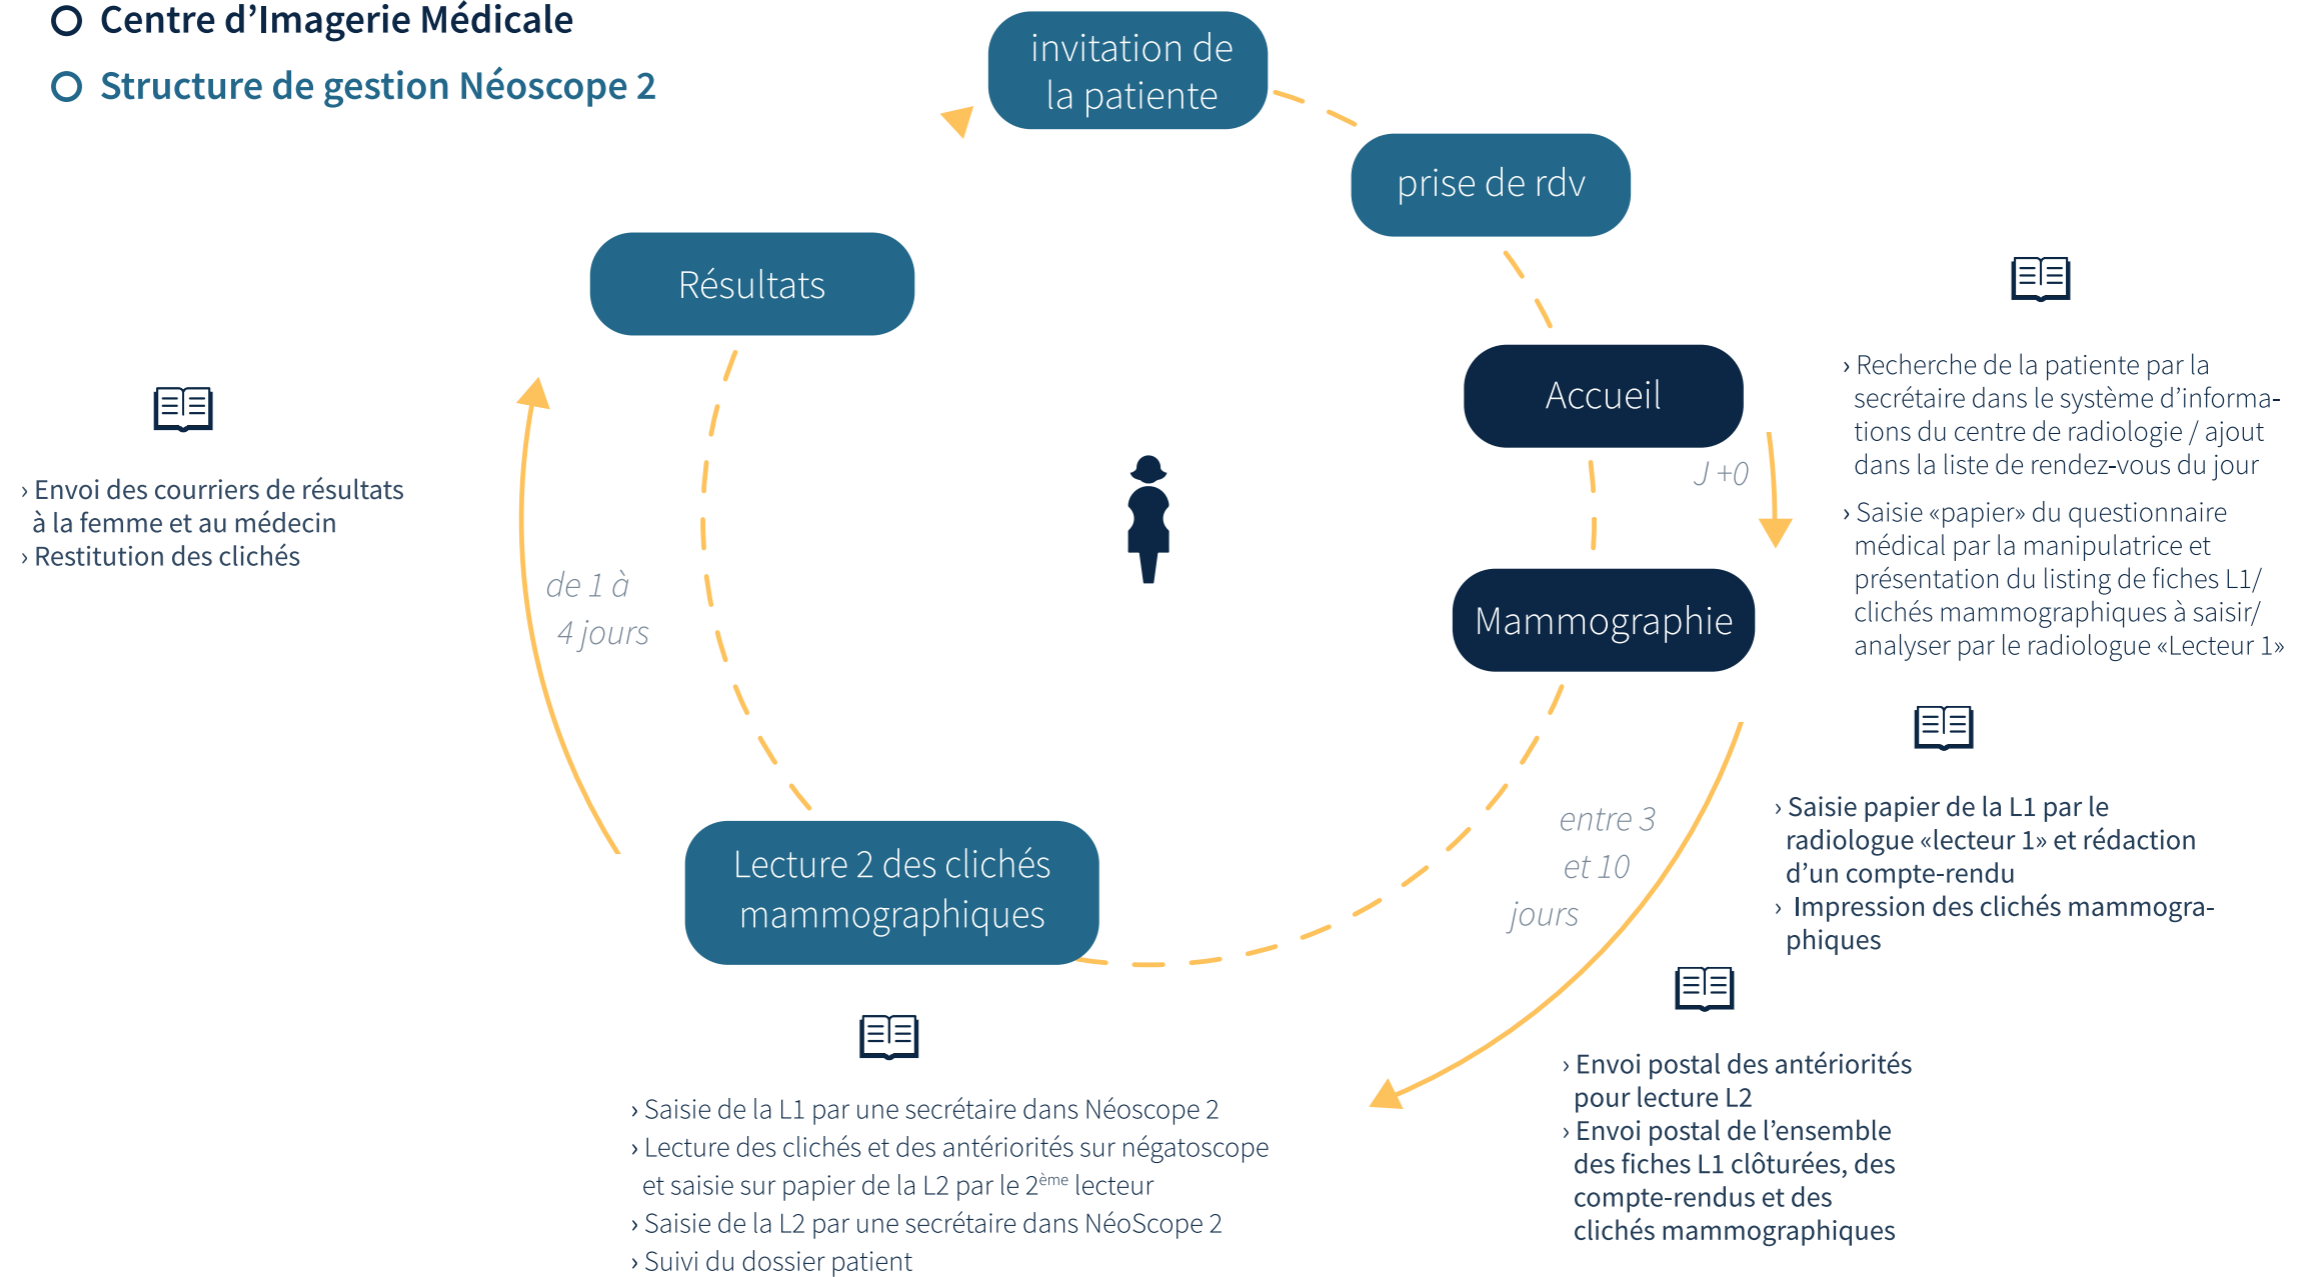 Centre d’Imagerie Médicale
Structure de gestion Néoscope 2
invitation de
la patiente
prise de rdv
Accueil
J +0
Mammographie
› Recherche de la patiente par la
secrétaire dans le système d’informa-
tions du centre de radiologie / ajout
dans la liste de rendez-vous du jour
› Saisie «papier» du questionnaire
médical par la manipulatrice et
présentation du listing de fiches L1/
clichés mammographiques à saisir/
analyser par le radiologue «Lecteur 1»
› Saisie papier de la L1 par le
radiologue «lecteur 1» et rédaction
d’un compte-rendu
› Impression des clichés mammogra-
phiques
entre 3
et 10
jours
› Envoi postal des antériorités
pour lecture L2
› Envoi postal de l’ensemble
des fiches L1 clôturées, des
compte-rendus et des
clichés mammographiques
Lecture 2 des clichés
mammographiques
› Saisie de la L1 par une secrétaire dans Néoscope 2
› Lecture des clichés et des antériorités sur négatoscope
et saisie sur papier de la L2 par le 2ème lecteur
› Saisie de la L2 par une secrétaire dans NéoScope 2
› Suivi du dossier patient
de 1 à
4 jours
Résultats
› Envoi des courriers de résultats
à la femme et au médecin
› Restitution des clichés